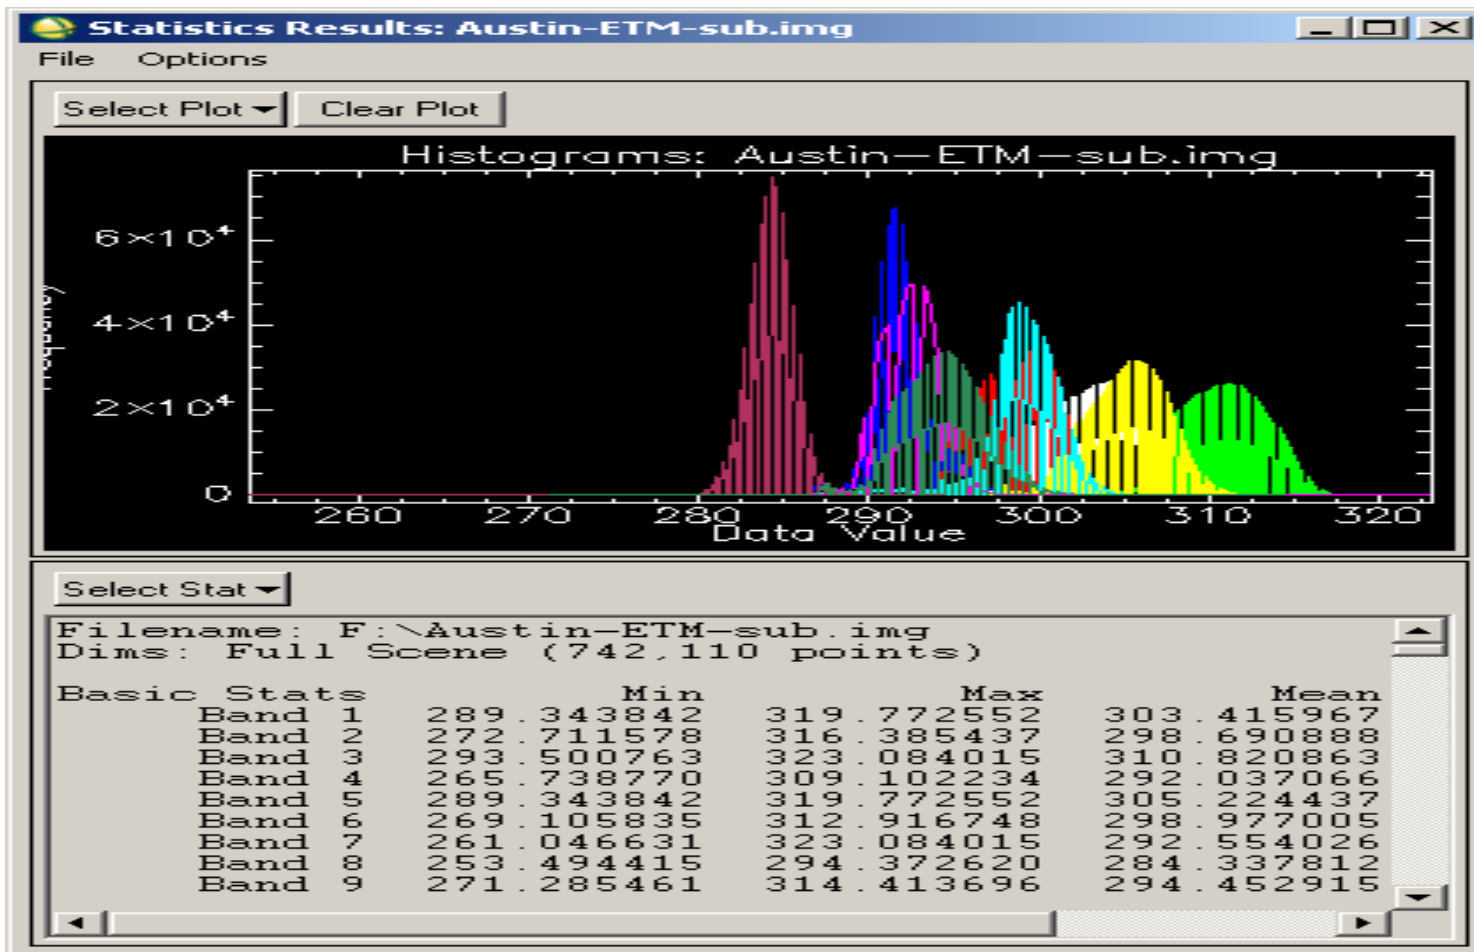 Statistics Results: Austin-ETM-sub.img
File Options
Select Plot Clear Plot
Histograms: Austin-ETM-sub.img
6×10⁴
4×10⁴
2×10⁴
0
Frequency
260 270 280 290 300 310 320
Data Value
Select Stat
Filename: F:\Austin-ETM-sub.img
Dims: Full Scene (742,110 points)
Basic Stats Min Max Mean
Band 1 289.343842 319.772552 303.415967
Band 2 272.711578 316.385437 298.690888
Band 3 293.500763 323.084015 310.820863
Band 4 265.738770 309.102234 292.037066
Band 5 289.343842 319.772552 305.224437
Band 6 269.105835 312.916748 298.977005
Band 7 261.046631 323.084015 292.554026
Band 8 253.494415 294.372620 284.337812
Band 9 271.285461 314.413696 294.452915